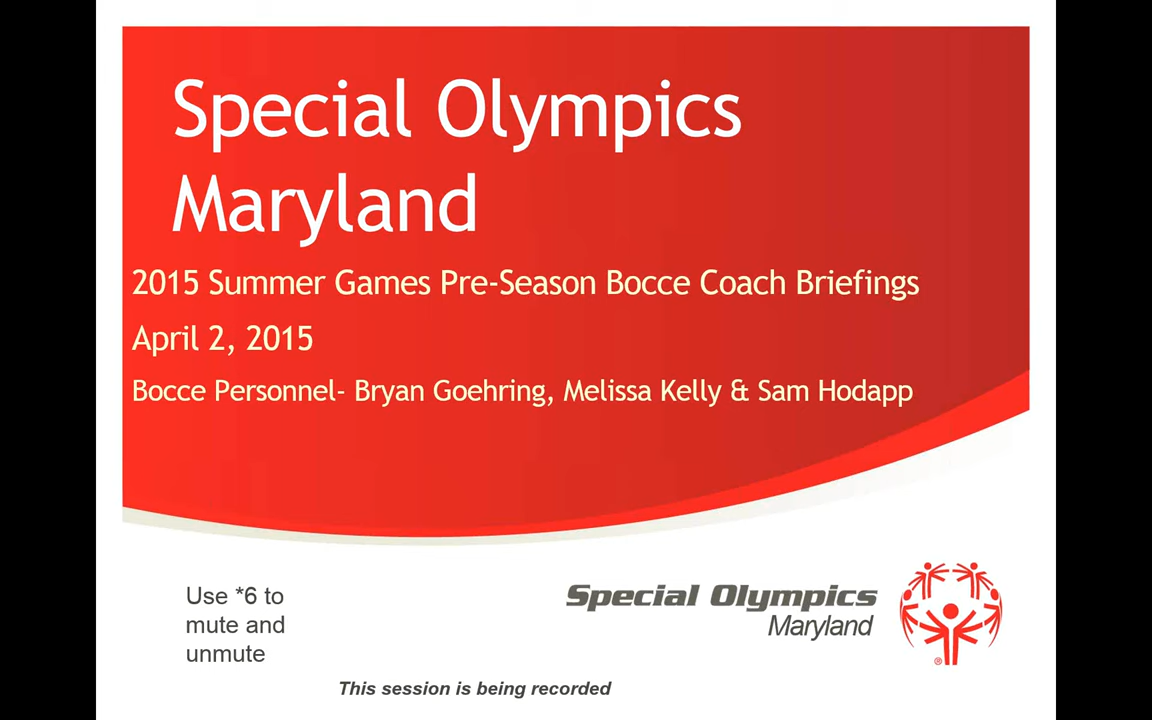 Special Olympics
Maryland
2015 Summer Games Pre-Season Bocce Coach Briefings
April 2, 2015
Bocce Personnel- Bryan Goehring, Melissa Kelly & Sam Hodapp
Use *6 to
mute and
unmute
Special Olympics
Maryland
®
This session is being recorded